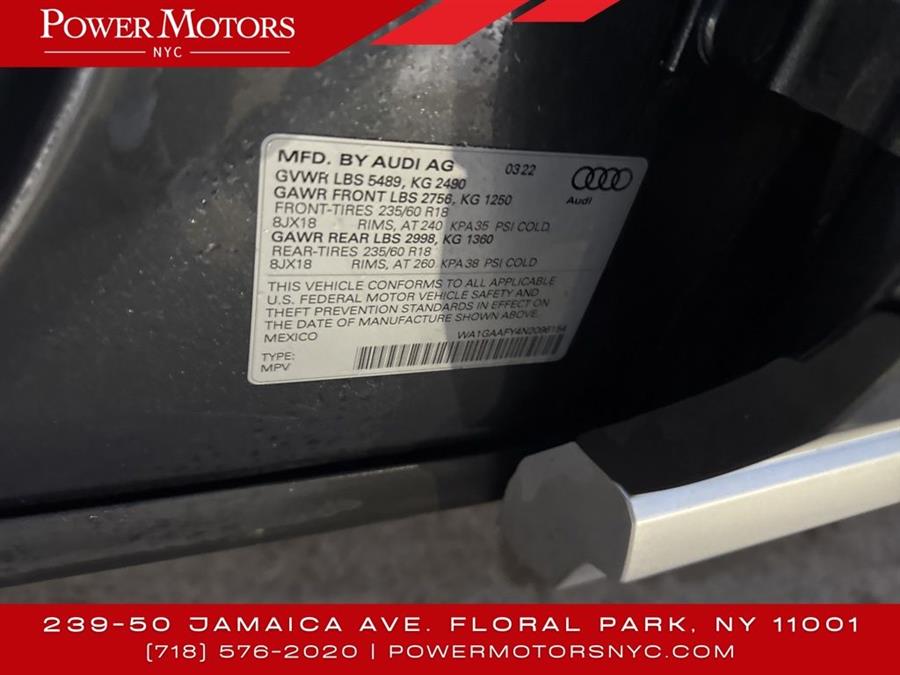 POWER MOTORS
NYC
MFD. BY AUDI AG 03 22
GVWR LBS 5489, KG 2490
GAWR FRONT LBS 2756, KG 1250
FRONT-TIRES 235/60 R18
8JX18 RIMS, AT 240 KPA35 PSI COLD,
GAWR REAR LBS 2998, KG 1360
REAR-TIRES 235/60 R18
8JX18 RIMS, AT 260 KPA38 PSI COLD
Audi
THIS VEHICLE CONFORMS TO ALL APPLICABLE
U.S. FEDERAL MOTOR VEHICLE SAFETY AND
THEFT PREVENTION STANDARDS IN EFFECT ON
THE DATE OF MANUFACTURE SHOWN ABOVE.
MEXICO WA1GAAFY4N2096154
TYPE:
MPV
239-50 JAMAICA AVE. FLORAL PARK, NY 11001
(718) 576-2020 | POWERMOTORSNYC.COM